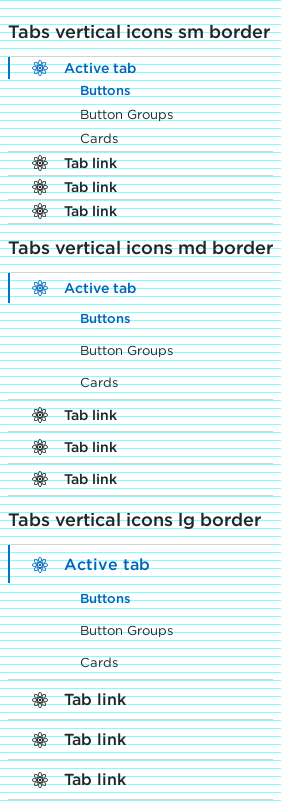 Tabs vertical icons sm border
Active tab
Buttons
Button Groups
Cards
Tab link
Tab link
Tab link
Tabs vertical icons md border
Active tab
Buttons
Button Groups
Cards
Tab link
Tab link
Tab link
Tabs vertical icons lg border
Active tab
Buttons
Button Groups
Cards
Tab link
Tab link
Tab link